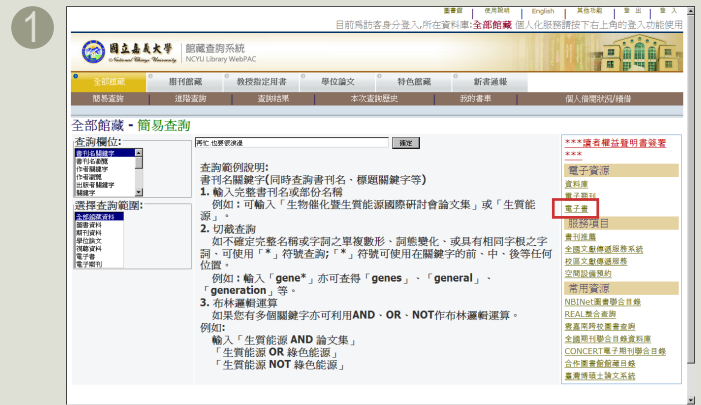 1
圖書館 | 使用說明 | English | 其他功能 | 登出 | 登入
目前為訪客身分登入,所在資料庫:全部館藏 個人化服務請按下右上角的登入功能使用
國立嘉義大學
National Chiayi University
館藏查詢系統
NCYU Library WebPAC
全部館藏
期刊館藏
教授指定用書
學位論文
特色館藏
新書通報
簡易查詢 | 進階查詢 | 查詢結果 | 本次查詢歷史 | 我的書車 | 個人借閱狀況/續借
全部館藏 - 簡易查詢
查詢欄位:
書刊名關鍵字
書刊名瀏覽
作者關鍵字
作者瀏覽
出版者關鍵字
關鍵字
選擇查詢範圍:
全部館藏資料
圖書資料
期刊資料
學位論文
視聽資料
電子書
電子期刊
再忙 也要很浪漫
確定
查詢範例說明:
書刊名關鍵字(同時查詢書刊名、標題關鍵字等)
1. 輸入完整書刊名或部份名稱
例如:可輸入「生物催化暨生質能源國際研討會論文集」或「生質能
源」。
2. 切截查詢
如不確定完整名稱或字詞之單複數形、詞態變化、或具有相同字根之字
詞、可使用「*」符號查詢;「*」符號可使用在關鍵字的前、中、後等任何
位置。
例如:輸入「gene*」亦可查得「genes」、「general」、
「generation」等。
3. 布林邏輯運算
如果您有多個關鍵字亦可利用AND、OR、NOT作布林邏輯運算。
例如:
輸入「生質能源 AND 論文集」
「生質能源 OR 綠色能源」
「生質能源 NOT 綠色能源」
***讀者權益聲明書簽署
***
電子資源
資料庫
電子期刊
電子書
服務項目
書刊推薦
全國文獻傳遞服務系統
校區文獻傳遞服務
空間設備預約
常用資源
NBINet圖書聯合目錄
REAL整合查詢
雲嘉南跨校圖書查詢
全國期刊聯合目錄資料庫
CONCERT電子期刊聯合目錄
合作圖書館館藏目錄
臺灣博碩士論文系統